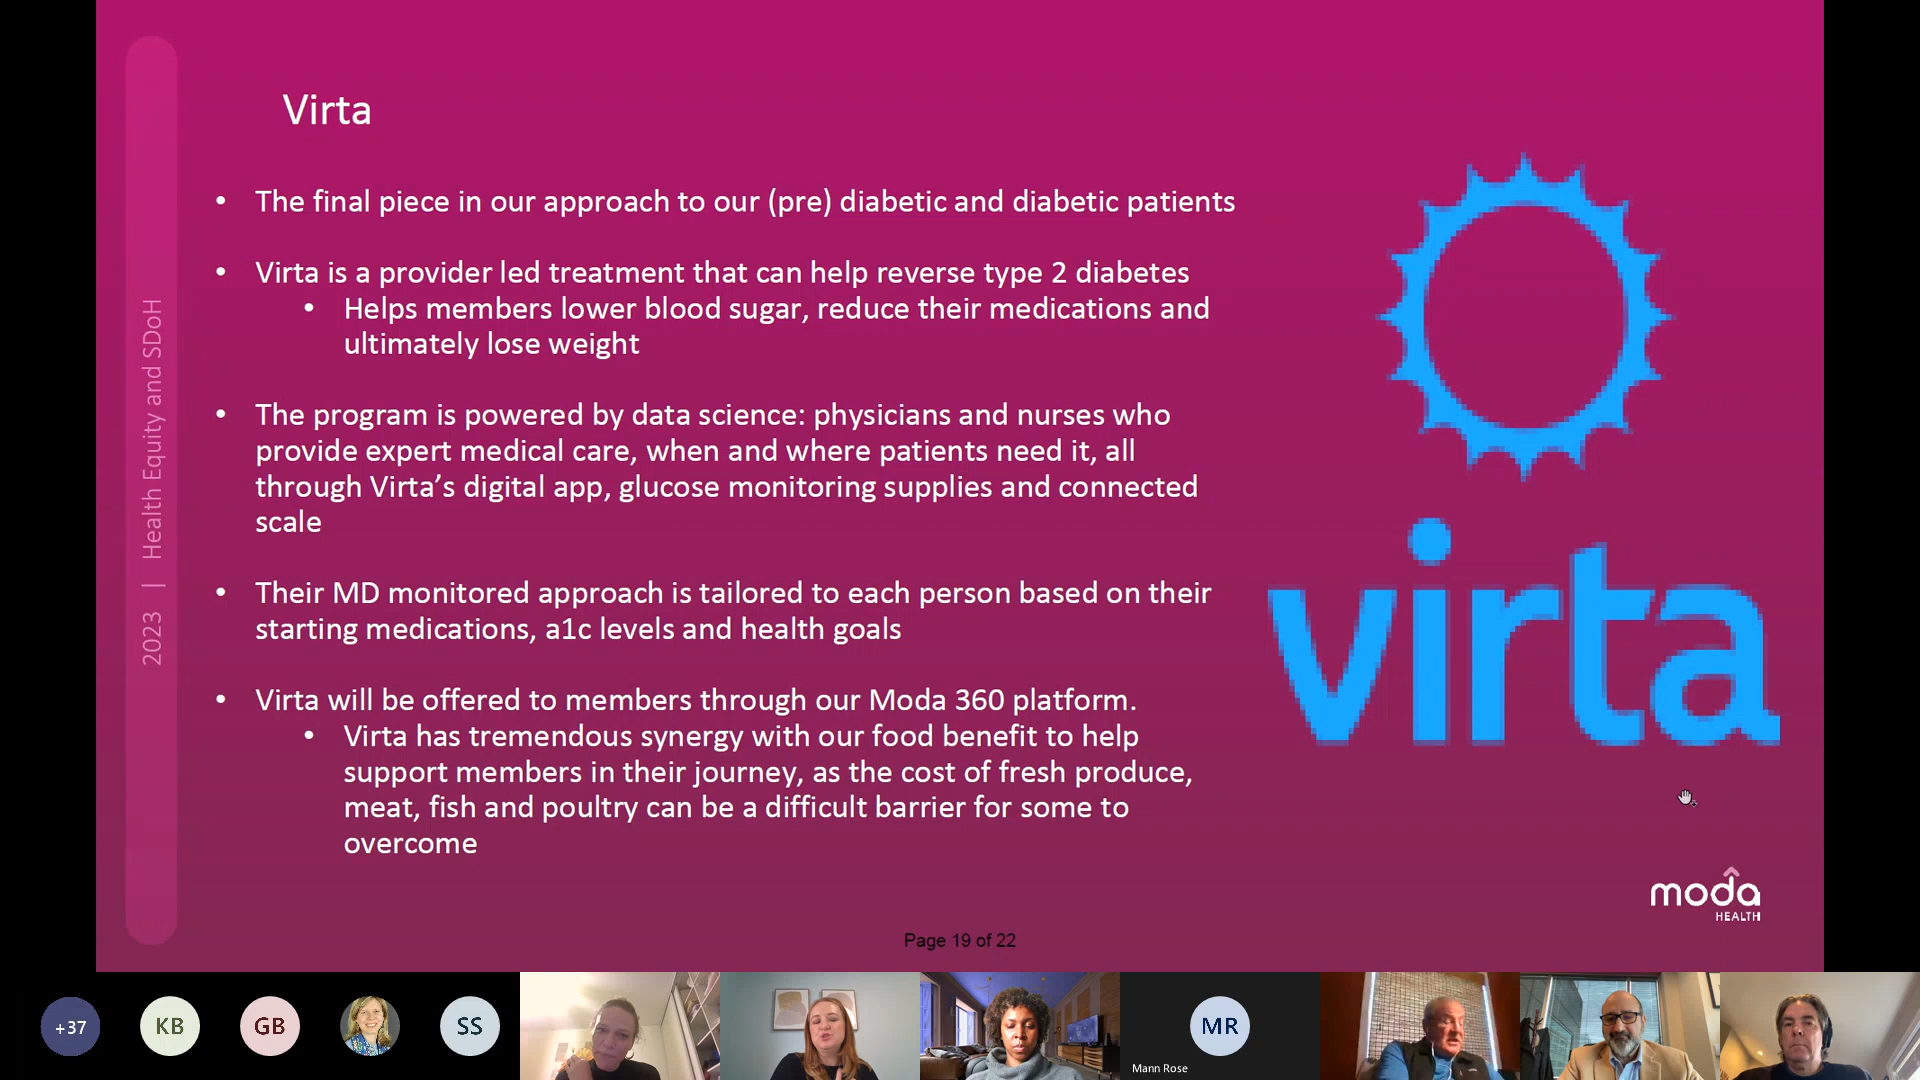 Virta
• The final piece in our approach to our (pre) diabetic and diabetic patients
• Virta is a provider led treatment that can help reverse type 2 diabetes
• Helps members lower blood sugar, reduce their medications and
ultimately lose weight
• The program is powered by data science: physicians and nurses who
provide expert medical care, when and where patients need it, all
through Virta’s digital app, glucose monitoring supplies and connected
scale
• Their MD monitored approach is tailored to each person based on their
starting medications, a1c levels and health goals
• Virta will be offered to members through our Moda 360 platform.
• Virta has tremendous synergy with our food benefit to help
support members in their journey, as the cost of fresh produce,
meat, fish and poultry can be a difficult barrier for some to
overcome
2023 | Health Equity and SDoH
virta
moda
HEALTH
Page 19 of 22
+37
KB
GB
SS
MR
Mann Rose